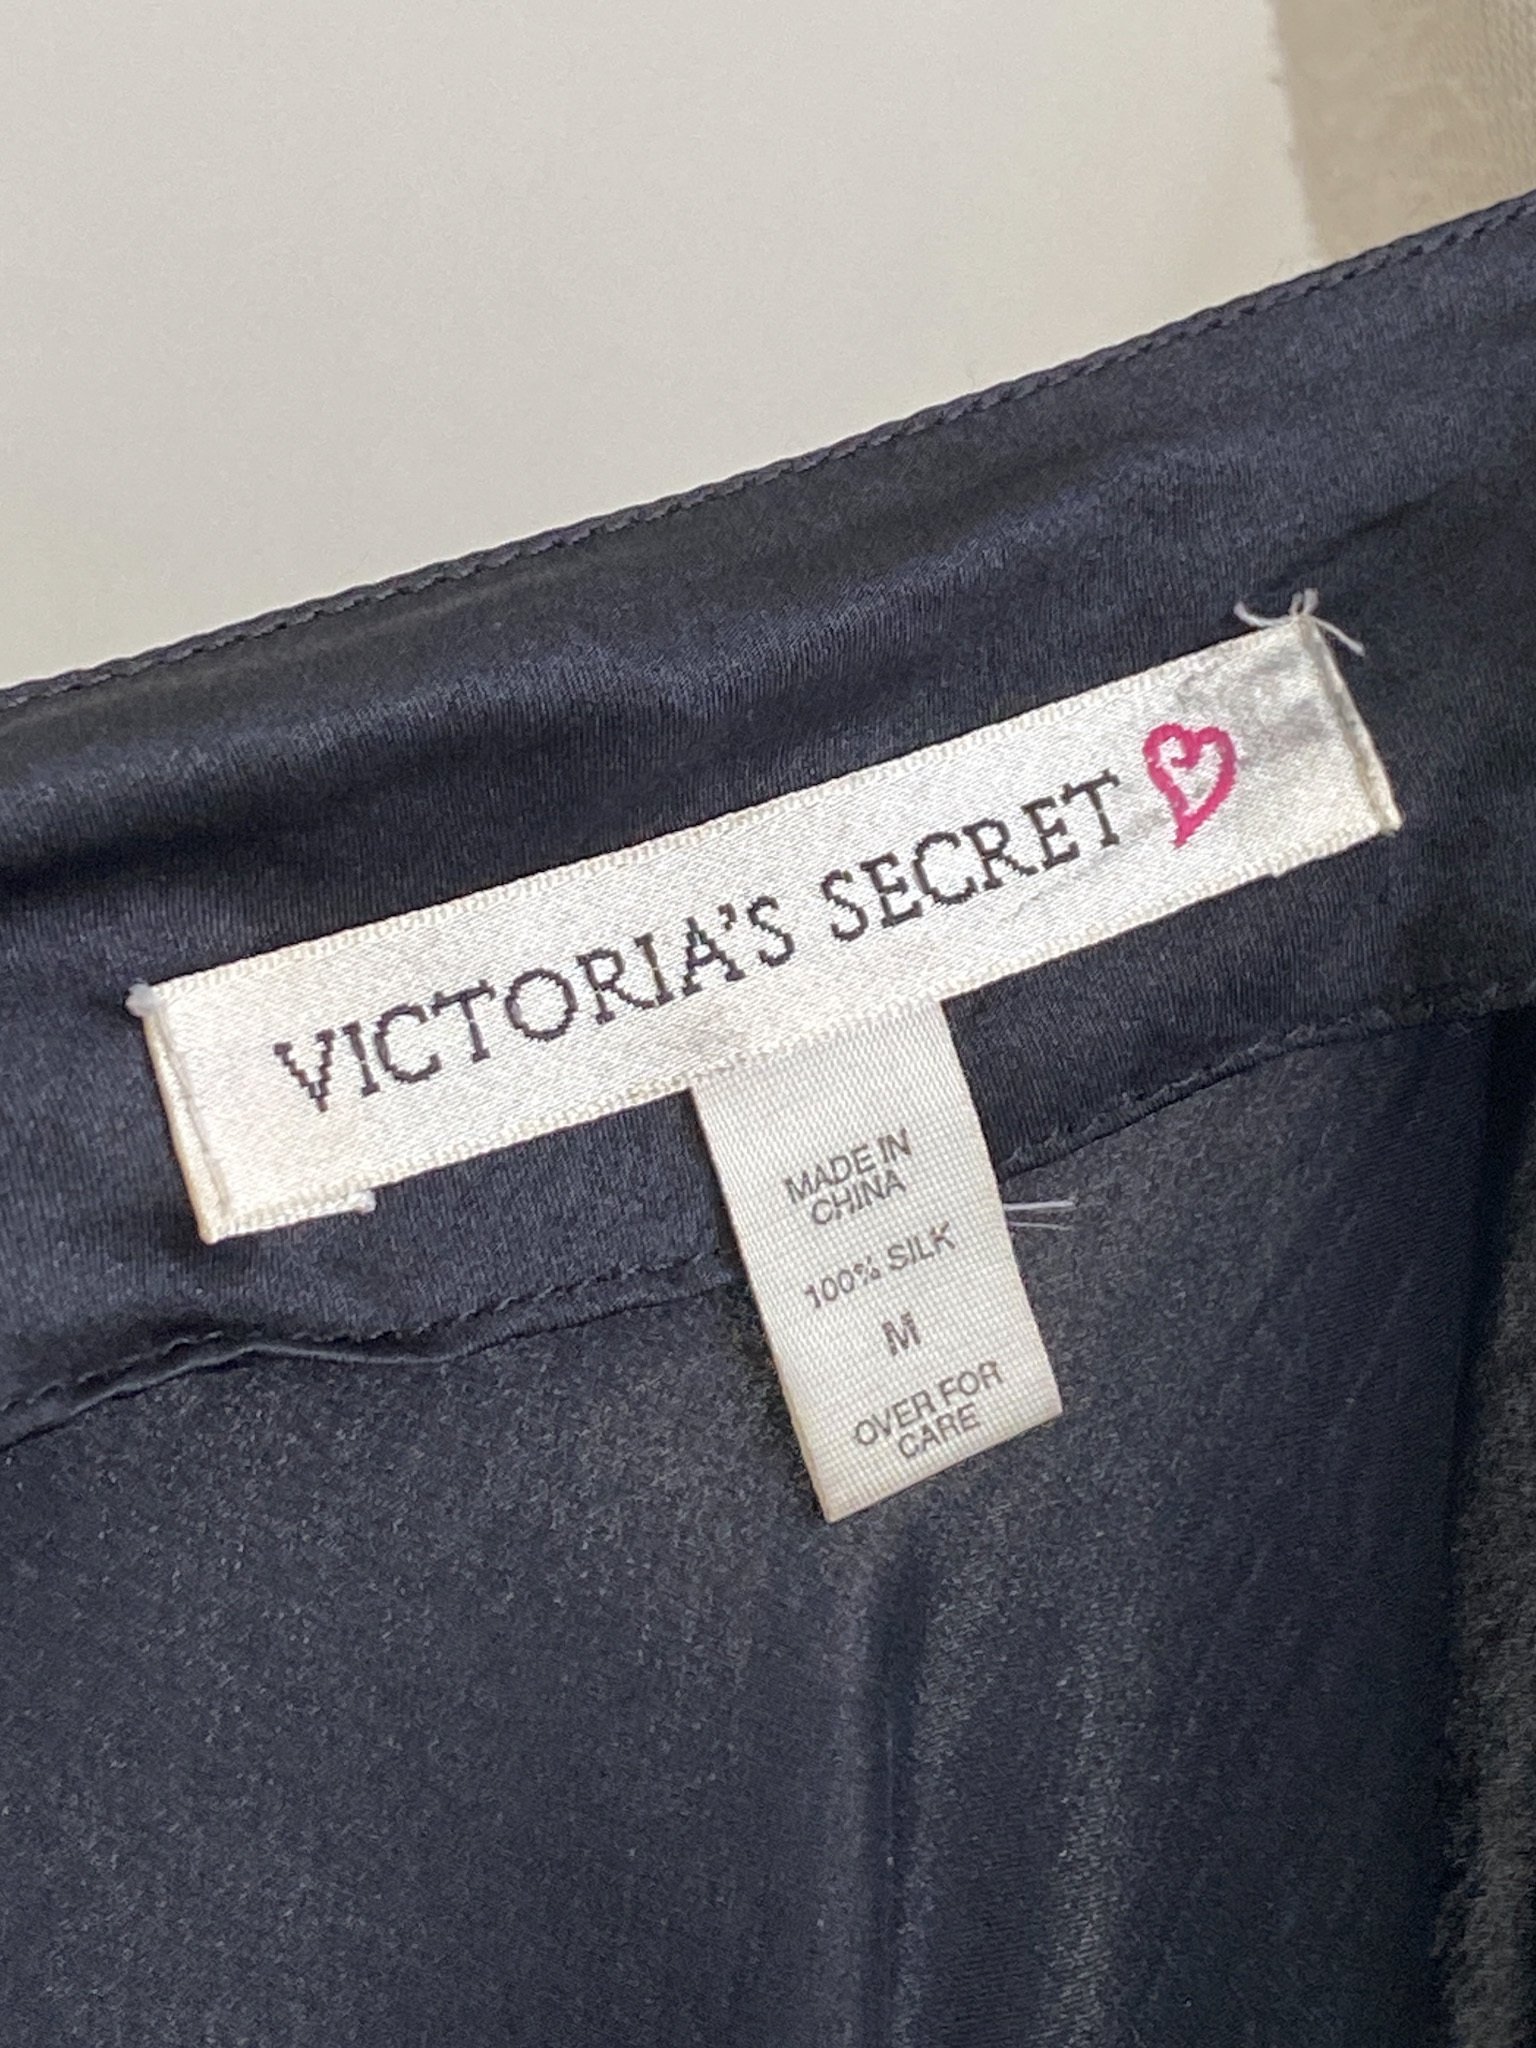 VICTORIA'S SECRET
MADE IN
CHINA
100% SILK
M
OVER FOR
CARE